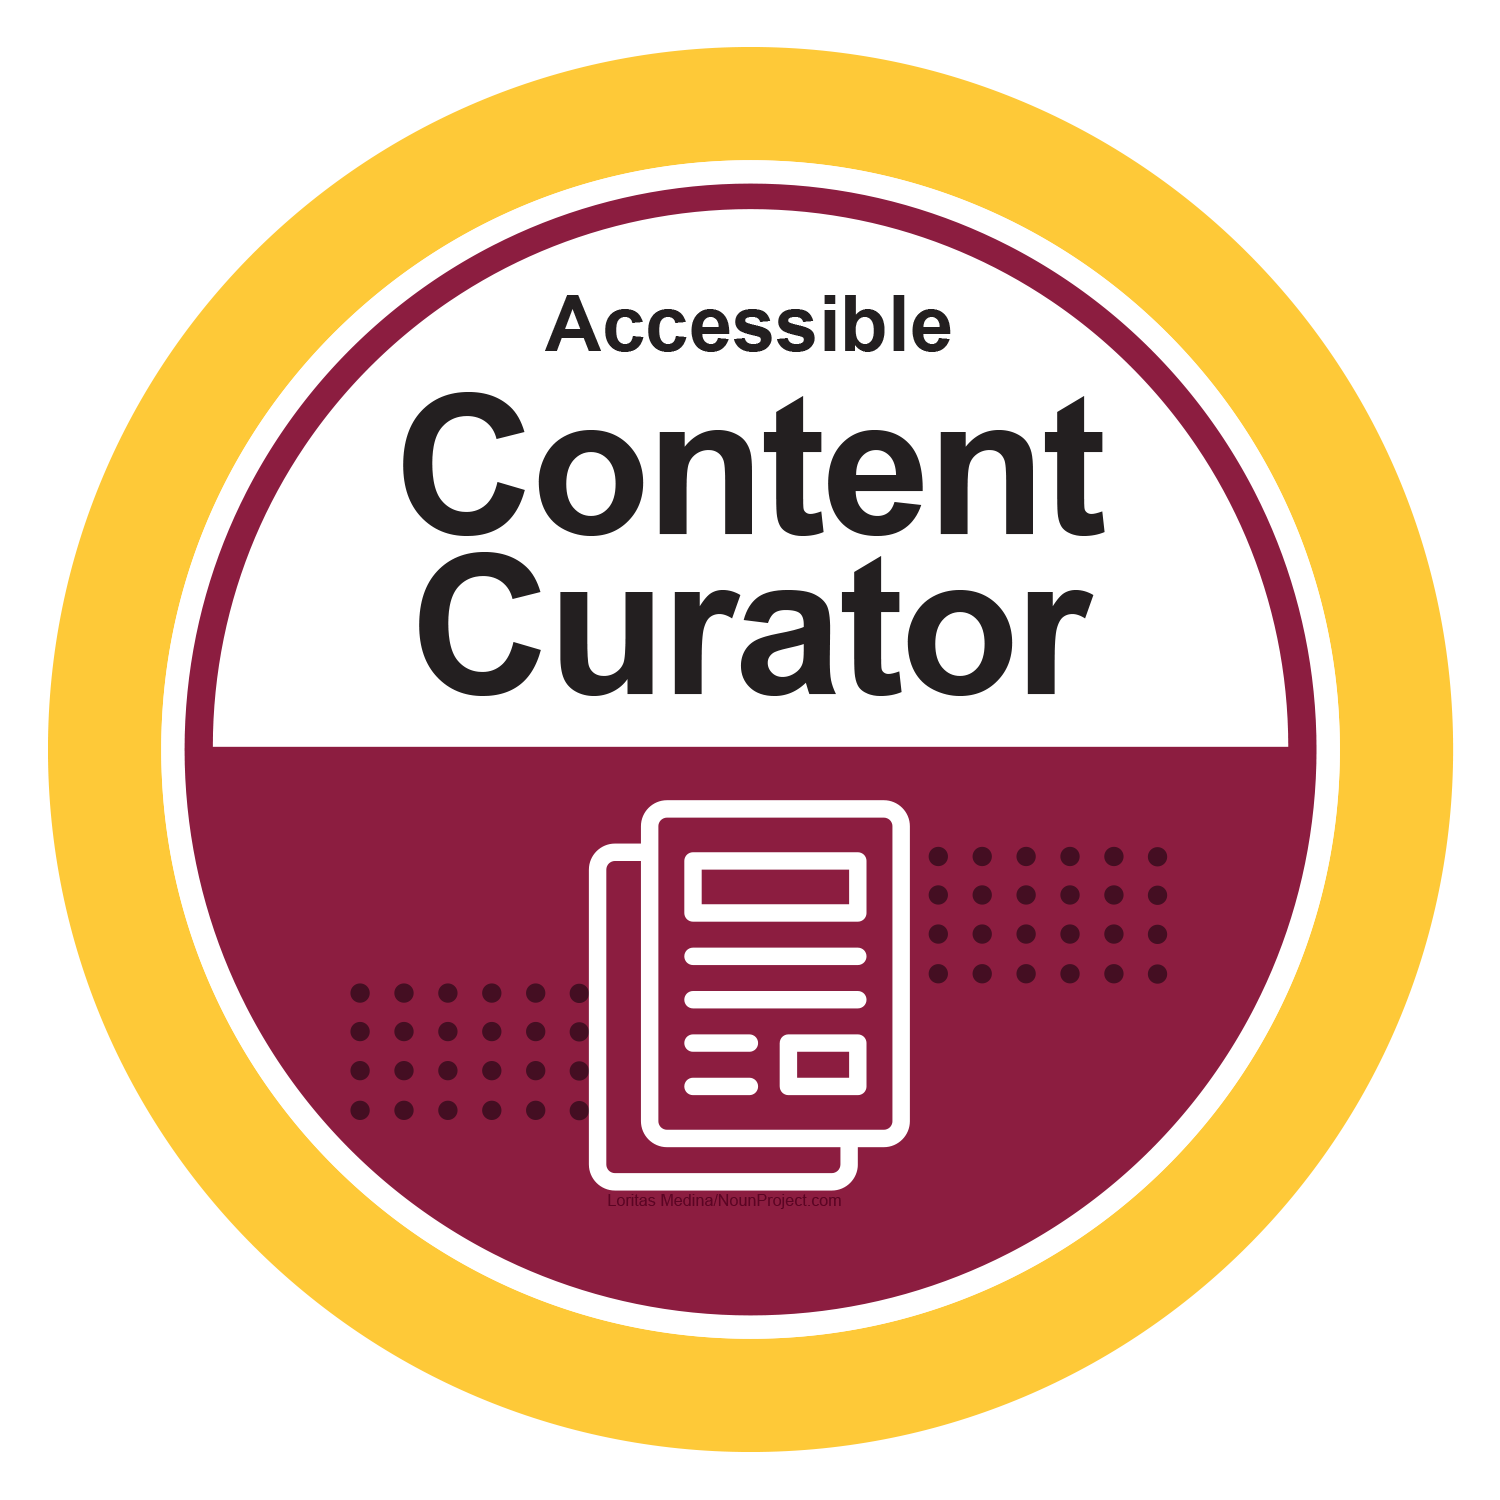 Accessible
Content
Curator
Loritas Medina/NounProject.com